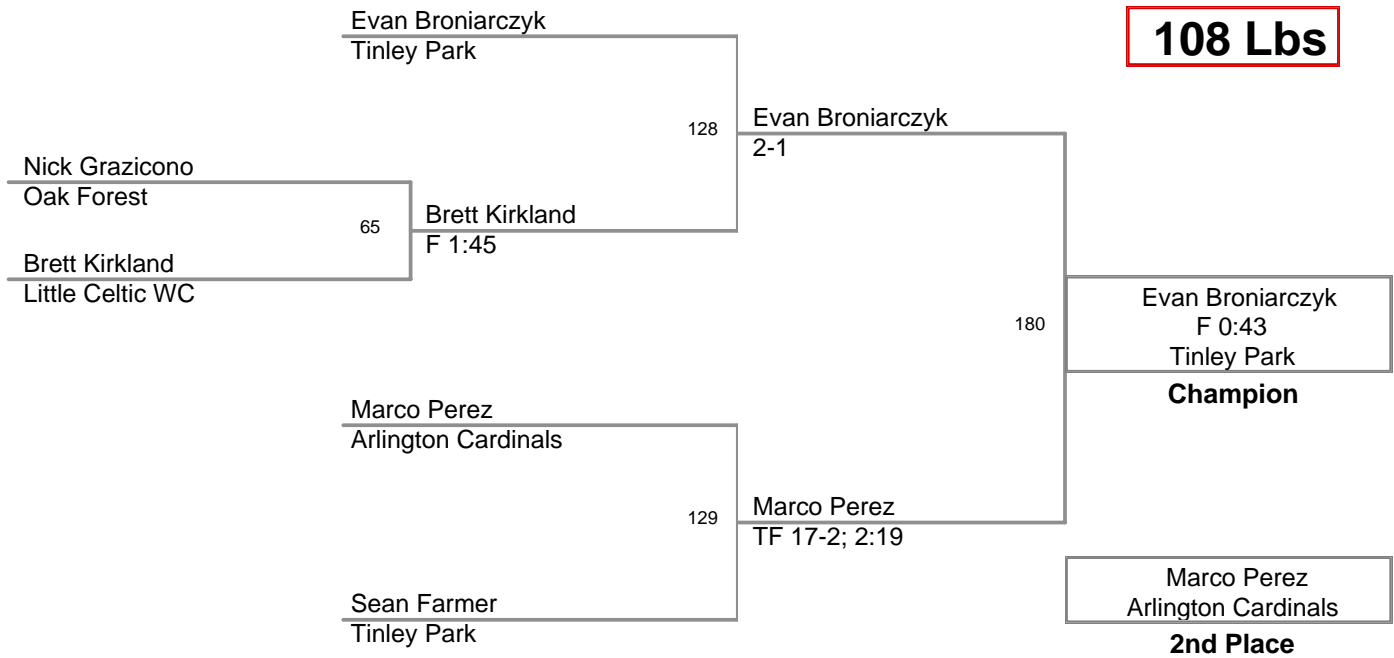 Evan Broniarczyk
Tinley Park
108 Lbs
128
Evan Broniarczyk
2-1
Nick Grazicono
Oak Forest
65
Brett Kirkland
F 1:45
Brett Kirkland
Little Celtic WC
180
Evan Broniarczyk
F 0:43
Tinley Park
Champion
Marco Perez
Arlington Cardinals
129
Marco Perez
TF 17-2; 2:19
Sean Farmer
Tinley Park
Marco Perez
Arlington Cardinals
2nd Place